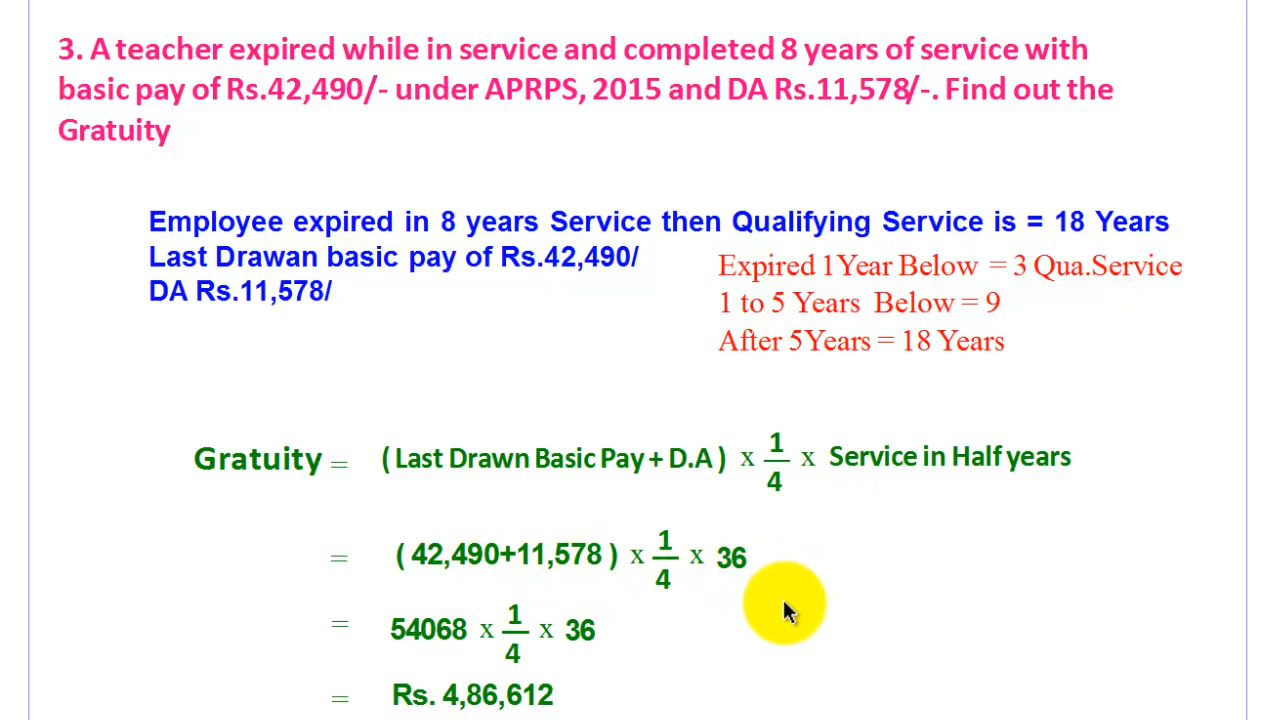 3. A teacher expired while in service and completed 8 years of service with
basic pay of Rs.42,490/- under APRPS, 2015 and DA Rs.11,578/-. Find out the
Gratuity
Employee expired in 8 years Service then Qualifying Service is = 18 Years
Last Drawan basic pay of Rs.42,490/
DA Rs.11,578/
Expired 1Year Below = 3 Qua.Service
1 to 5 Years Below = 9
After 5Years = 18 Years
Gratuity = ( Last Drawn Basic Pay + D.A ) x 1/4 x Service in Half years
= ( 42,490+11,578 ) x 1/4 x 36
= 54068 x 1/4 x 36
= Rs. 4,86,612